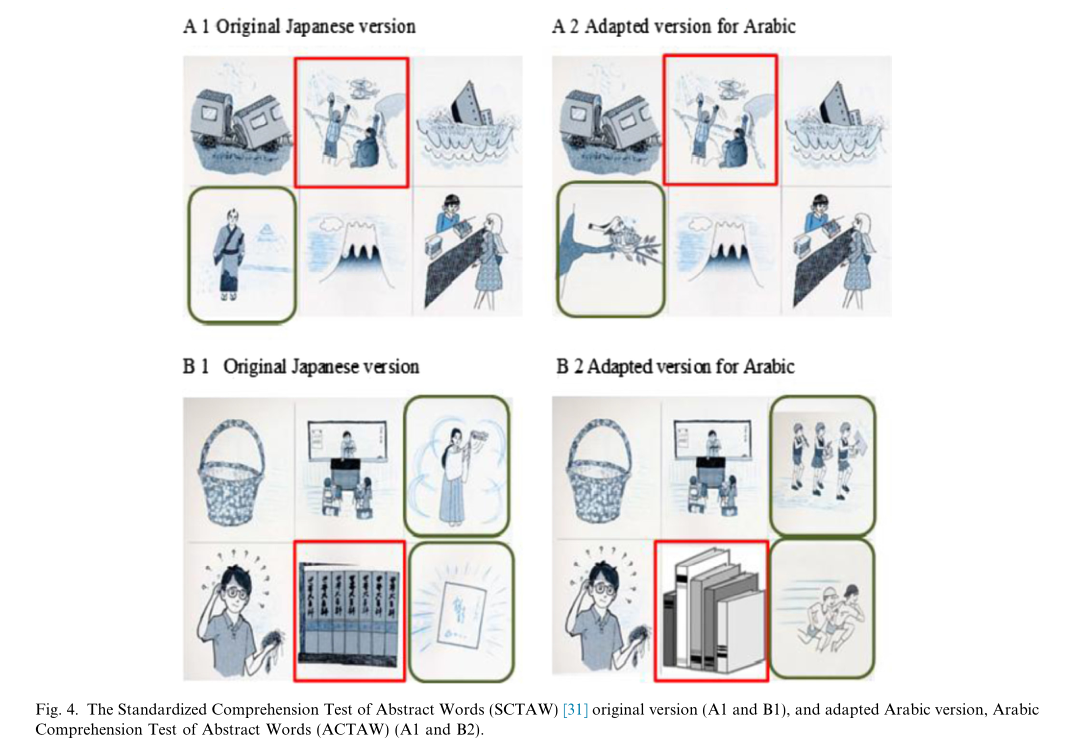 A 1 Original Japanese version
A 2 Adapted version for Arabic
B 1 Original Japanese version
B 2 Adapted version for Arabic
Fig. 4. The Standardized Comprehension Test of Abstract Words (SCTAW) [31] original version (A1 and B1), and adapted Arabic version, Arabic
Comprehension Test of Abstract Words (ACTAW) (A1 and B2).